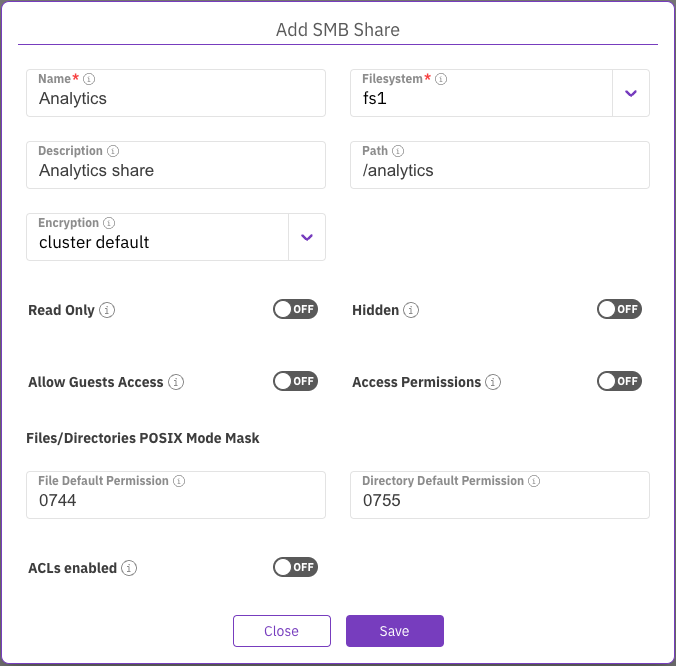 Add SMB Share
Name* Filesystem*
Analytics fs1
Description Path
Analytics share /analytics
Encryption
cluster default
Read Only OFF Hidden OFF
Allow Guests Access OFF Access Permissions OFF
Files/Directories POSIX Mode Mask
File Default Permission Directory Default Permission
0744 0755
ACLs enabled OFF
Close Save